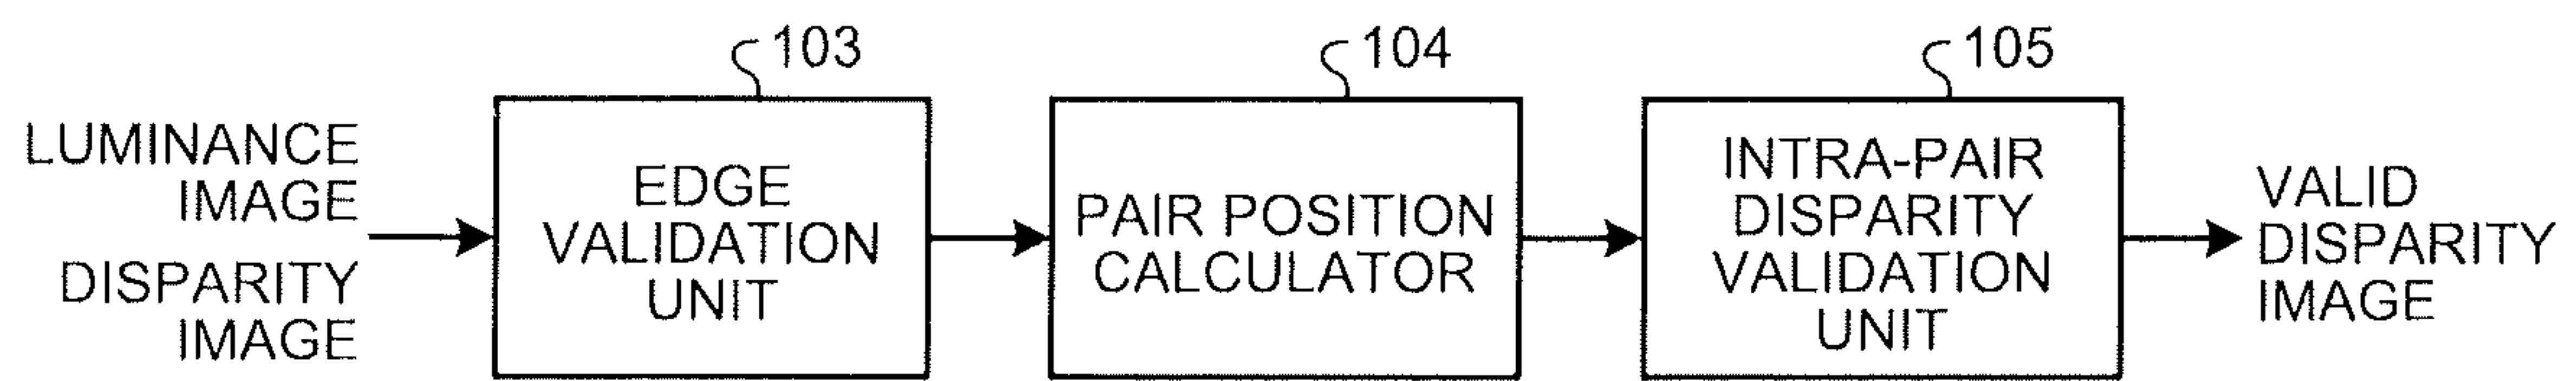 103
104
105
LUMINANCE
IMAGE
DISPARITY
IMAGE
EDGE
VALIDATION
UNIT
PAIR POSITION
CALCULATOR
INTRA-PAIR
DISPARITY
VALIDATION
UNIT
VALID
DISPARITY
IMAGE